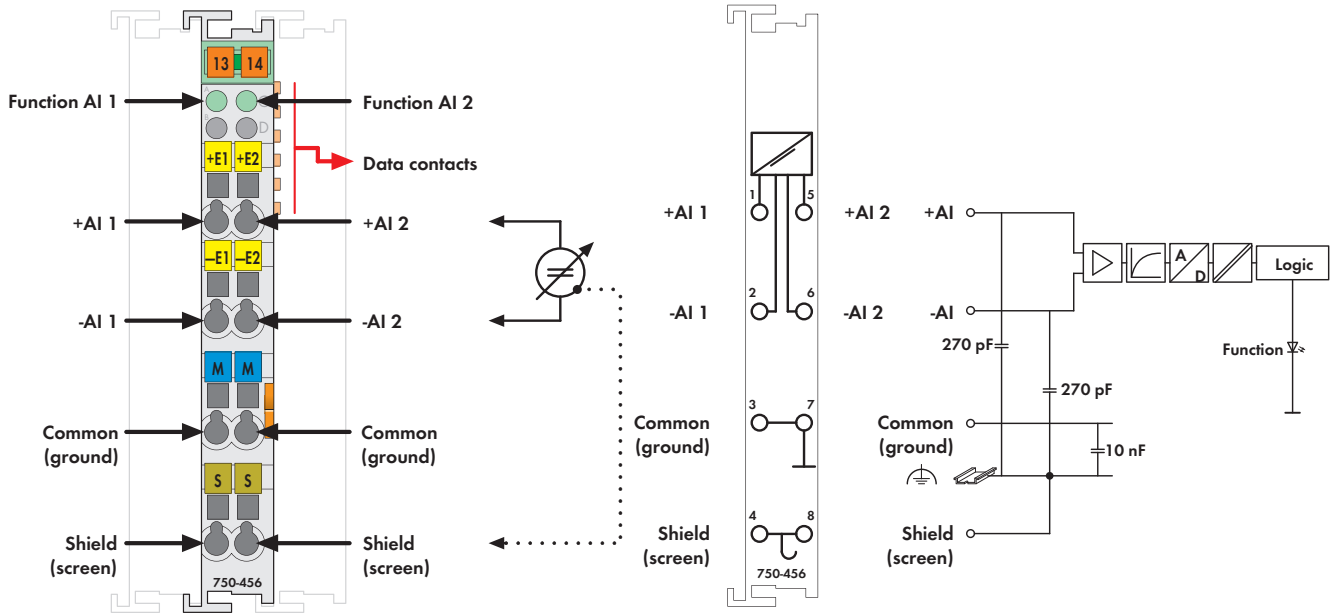 13 14
A C
Function AI 1
Function AI 2
B D
Data contacts
+E1 +E2
+AI 1
+AI 2
–E1 –E2
-AI 1
-AI 2
M M
Common
(ground)
Common
(ground)
S S
Shield
(screen)
Shield
(screen)
750-456
1 5
+AI 1
+AI 2
2 6
-AI 1
-AI 2
3 7
Common
(ground)
4 8
Shield
(screen)
750-456
+AI
A
D
Logic
-AI
270 pF
Function
270 pF
Common
(ground)
10 nF
Shield
(screen)